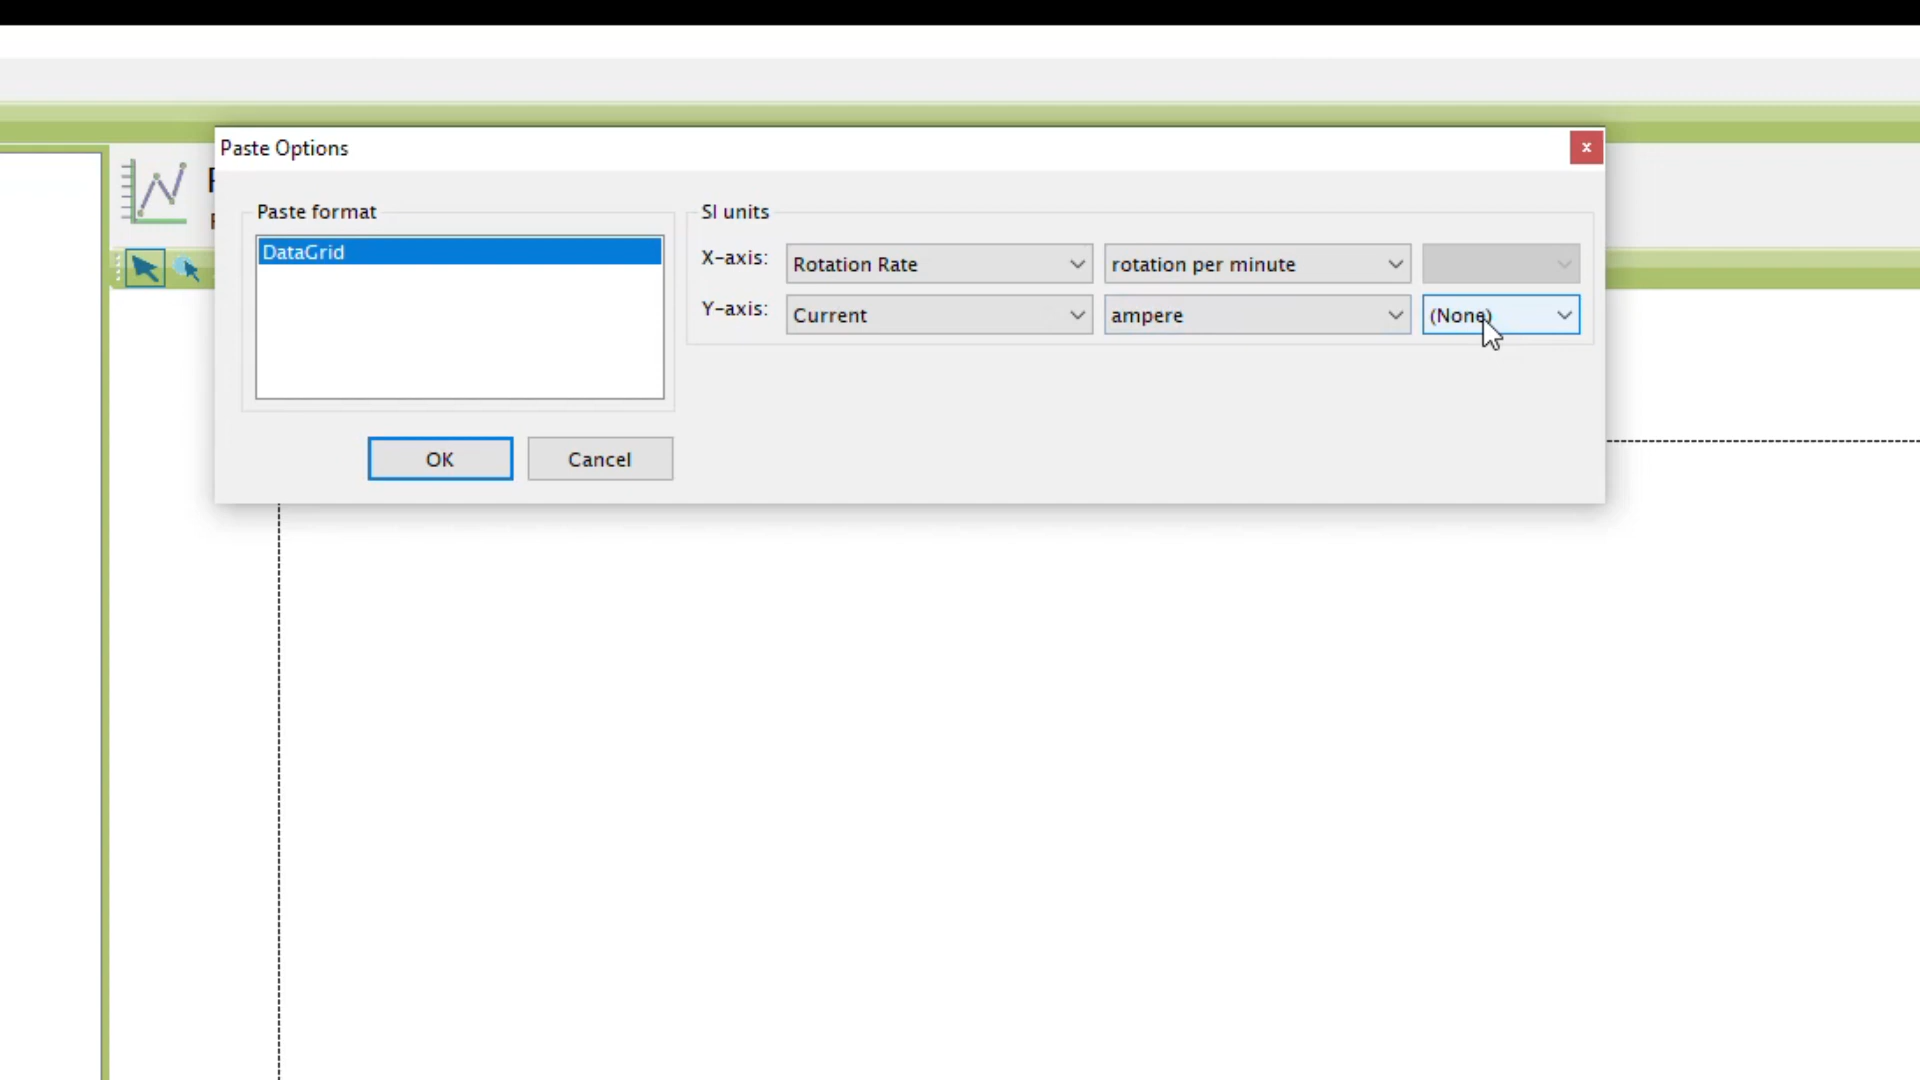 Paste Options
x
Paste format
DataGrid
SI units
X-axis: Rotation Rate rotation per minute
Y-axis: Current ampere (None)
OK Cancel